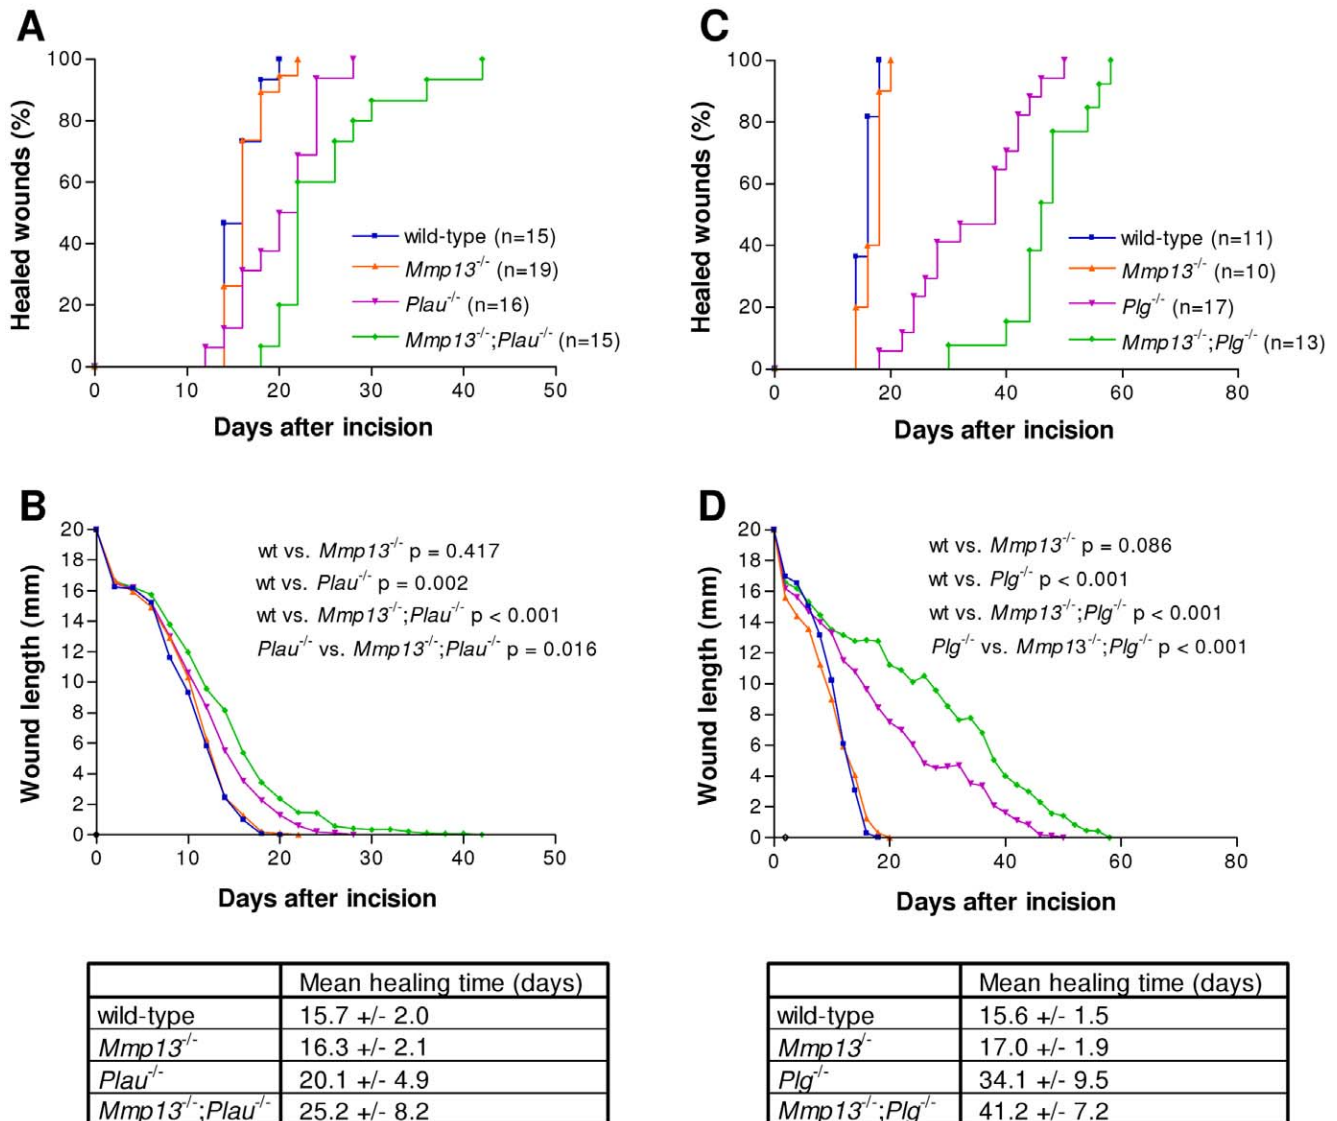 A
Healed wounds (%)
100
80
60
40
20
0
0 10 20 30 40 50
Days after incision
wild-type (n=15)
Mmp13-/- (n=19)
Plau-/- (n=16)
Mmp13-/-;Plau-/- (n=15)
C
Healed wounds (%)
100
80
60
40
20
0
0 20 40 60 80
Days after incision
wild-type (n=11)
Mmp13-/- (n=10)
Plg-/- (n=17)
Mmp13-/-;Plg-/- (n=13)
B
Wound length (mm)
20
18
16
14
12
10
8
6
4
2
0
0 10 20 30 40 50
Days after incision
wt vs. Mmp13-/- p = 0.417
wt vs. Plau-/- p = 0.002
wt vs. Mmp13-/-;Plau-/- p < 0.001
Plau-/- vs. Mmp13-/-;Plau-/- p = 0.016
D
Wound length (mm)
20
18
16
14
12
10
8
6
4
2
0
0 20 40 60 80
Days after incision
wt vs. Mmp13-/- p = 0.086
wt vs. Plg-/- p < 0.001
wt vs. Mmp13-/-;Plg-/- p < 0.001
Plg-/- vs. Mmp13-/-;Plg-/- p < 0.001
Mean healing time (days)
wild-type 15.7 +/- 2.0
Mmp13-/- 16.3 +/- 2.1
Plau-/- 20.1 +/- 4.9
Mmp13-/-;Plau-/- 25.2 +/- 8.2
Mean healing time (days)
wild-type 15.6 +/- 1.5
Mmp13/- 17.0 +/- 1.9
Plg-/- 34.1 +/- 9.5
Mmp13-/-;Plg-/- 41.2 +/- 7.2